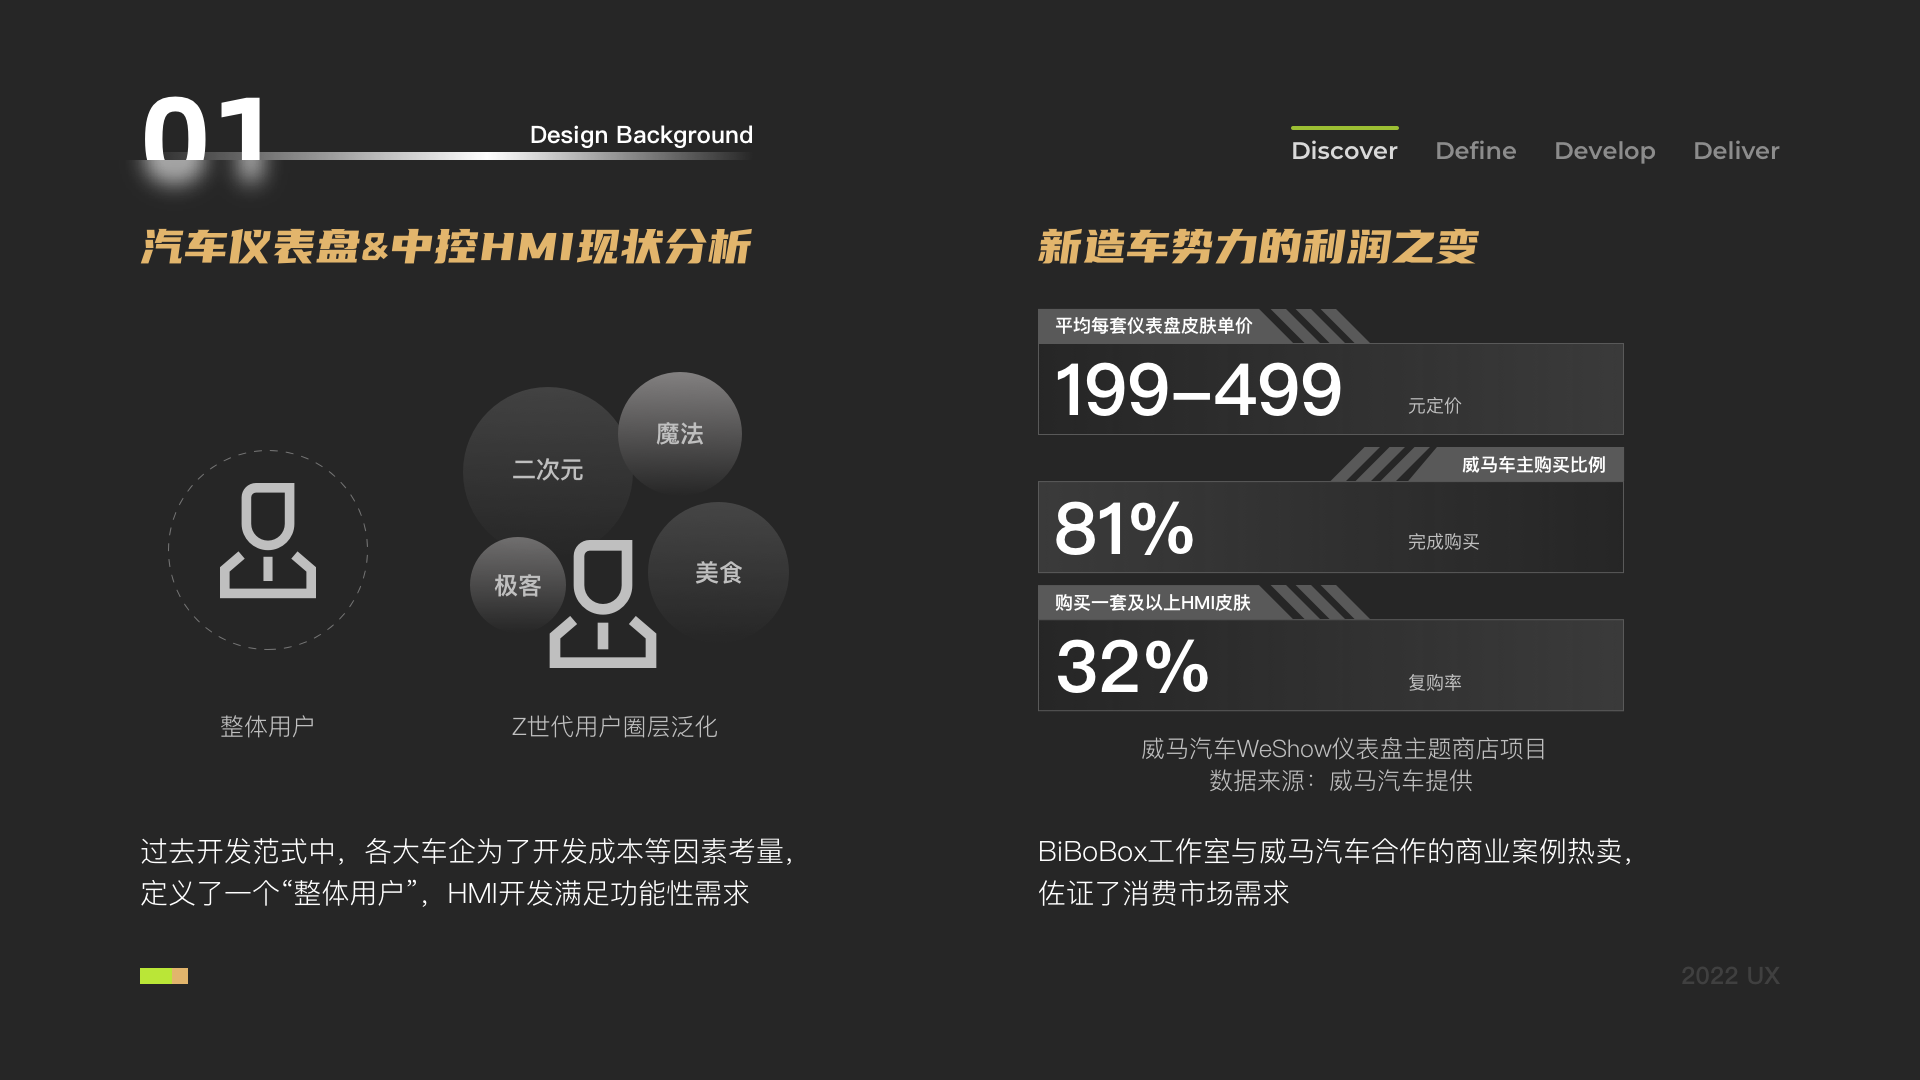 01
Design Background
Discover
Define
Develop
Deliver
汽车仪表盘&中控HMI现状分析
二次元
魔法
极客
美食
整体用户
Z世代用户圈层泛化
过去开发范式中，各大车企为了开发成本等因素考量，
定义了一个“整体用户”，HMI开发满足功能性需求
新造车势力的利润之变
平均每套仪表盘皮肤单价
199–499
元定价
威马车主购买比例
81%
完成购买
购买一套及以上HMI皮肤
32%
复购率
威马汽车WeShow仪表盘主题商店项目
数据来源：威马汽车提供
BiBoBox工作室与威马汽车合作的商业案例热卖，
佐证了消费市场需求
2022 UX